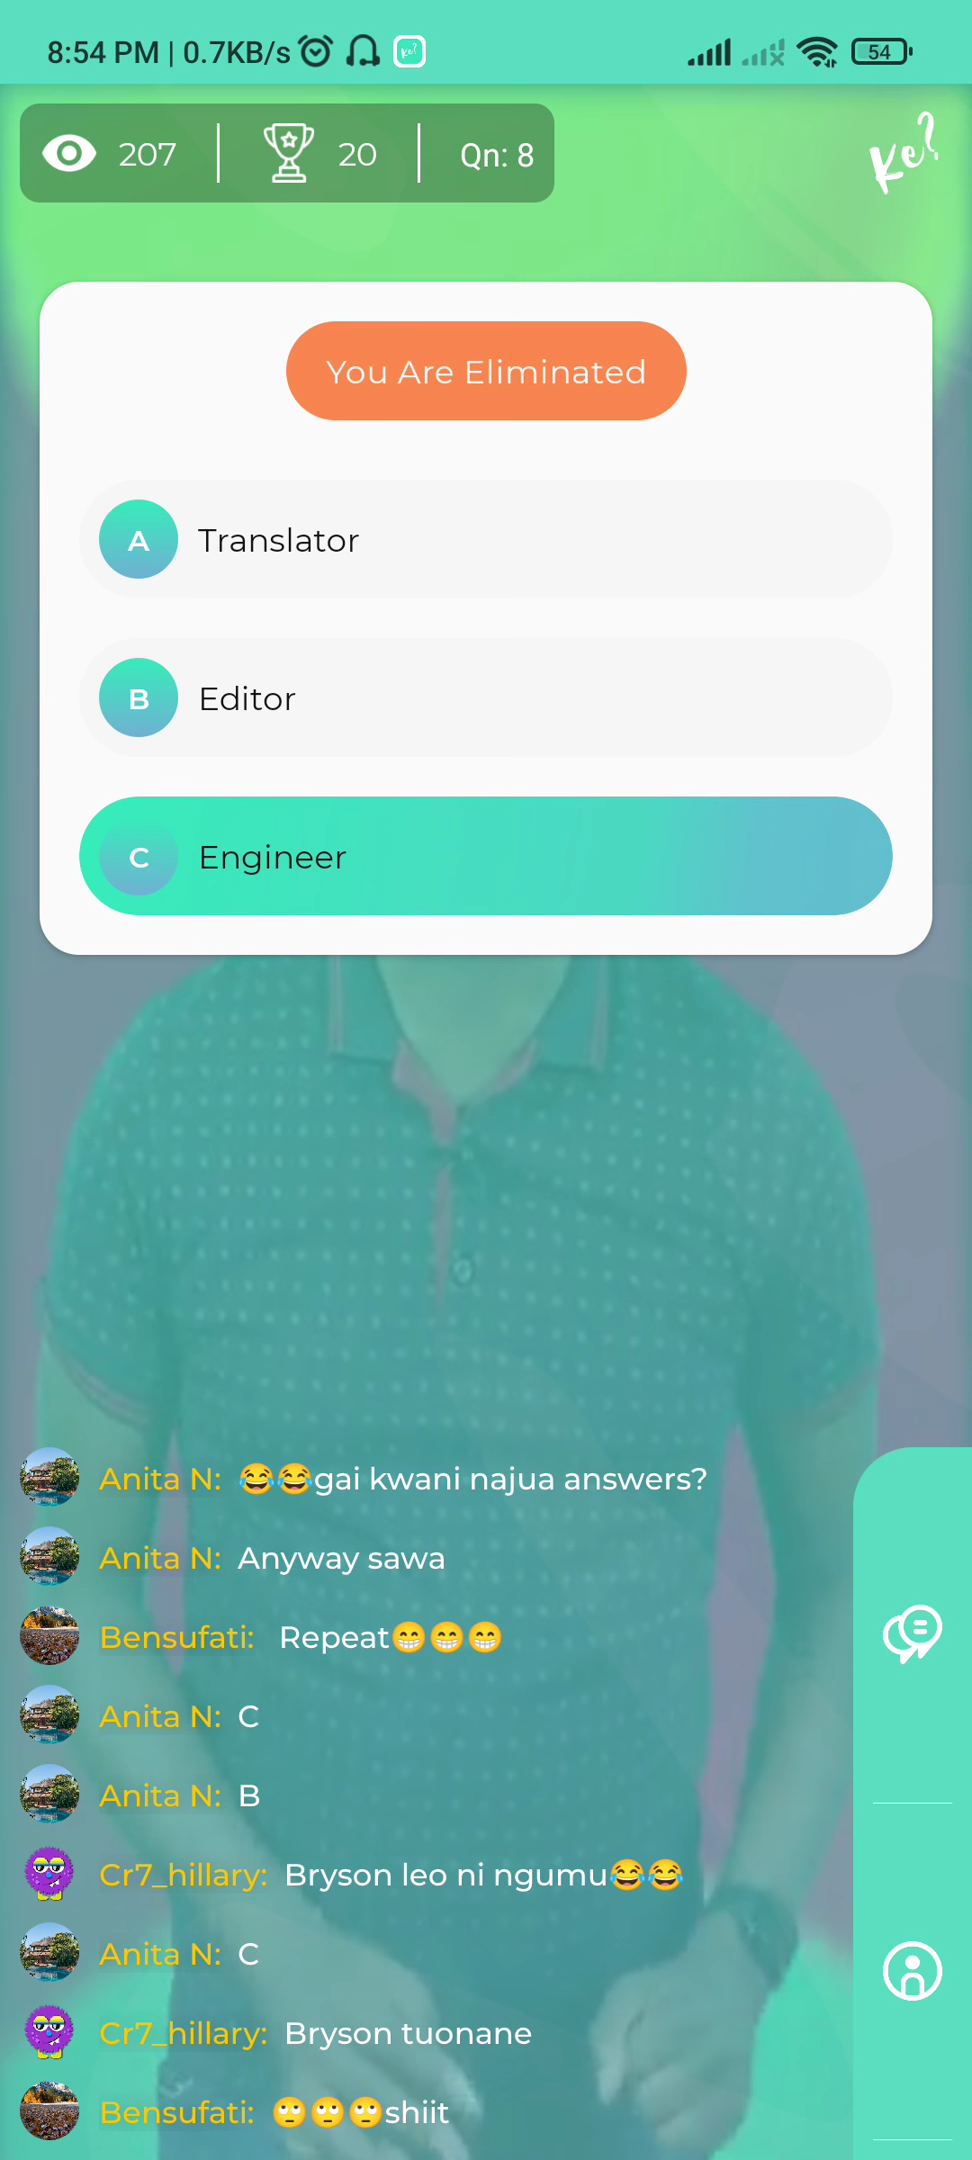 8:54 PM | 0.7KB/s Ke? 54
207 20 Qn: 8 Ke?
You Are Eliminated
A Translator
B Editor
C Engineer
Anita N: 😂😂gai kwani najua answers?
Anita N: Anyway sawa
Bensufati: Repeat😁😁😁
Anita N: C
Anita N: B
Cr7_hillary: Bryson leo ni ngumu😂😂
Anita N: C
Cr7_hillary: Bryson tuonane
Bensufati: 🙄🙄🙄shiit